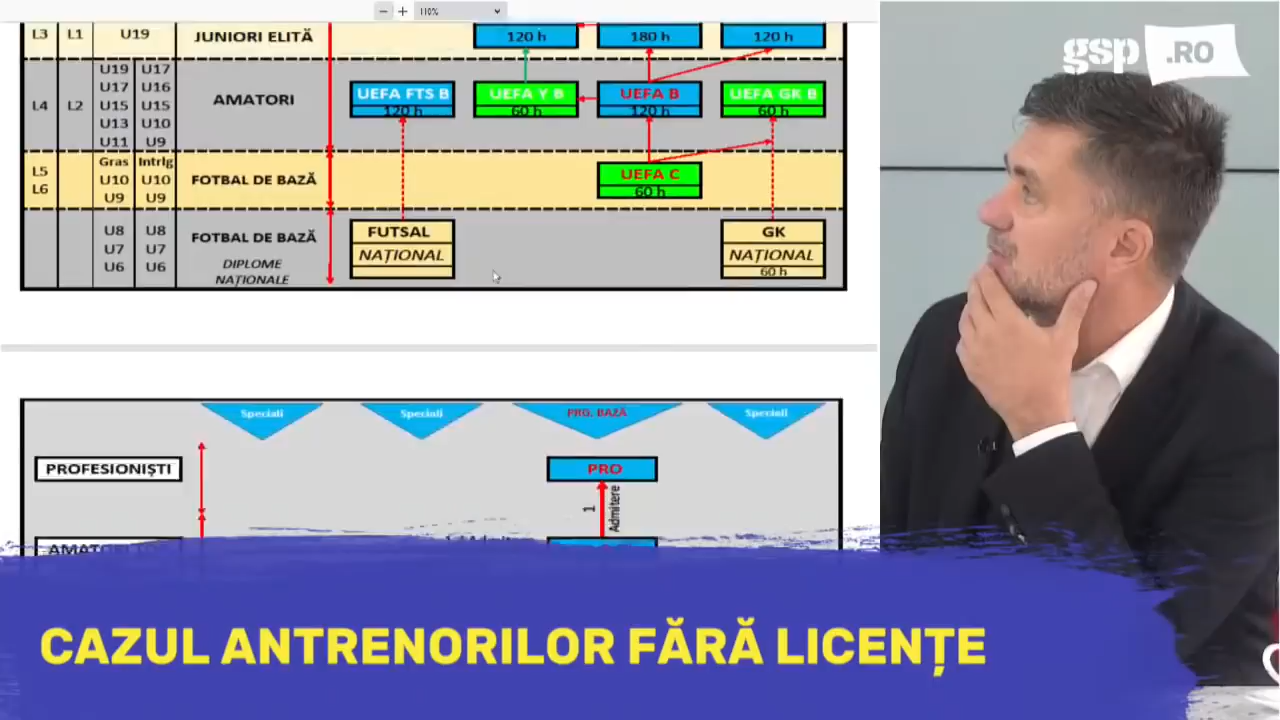 110%
gsp.RO
L3 L1 U19 JUNIORI ELITĂ 120 h 180 h 120 h
L4 L2 AMATORI
U19 U17
U17 U16
U15 U15
U13 U10
U11 U9
UEFA FTS B UEFA Y B UEFA B UEFA GK B
120 h 60 h 120 h 60 h
L5
L6
Gras Intrlg
U10 U10
U9 U9
FOTBAL DE BAZĂ
UEFA C
60 h
U8 U8
U7 U7
U6 U6
FOTBAL DE BAZĂ
DIPLOME
NAȚIONALE
FUTSAL
NAȚIONAL
GK
NAȚIONAL
60 h
Speciali Speciali PRG. BAZĂ Speciali
PROFESIONIȘTI PRO
1
Admitere
CAZUL ANTRENORILOR FĂRĂ LICENȚE